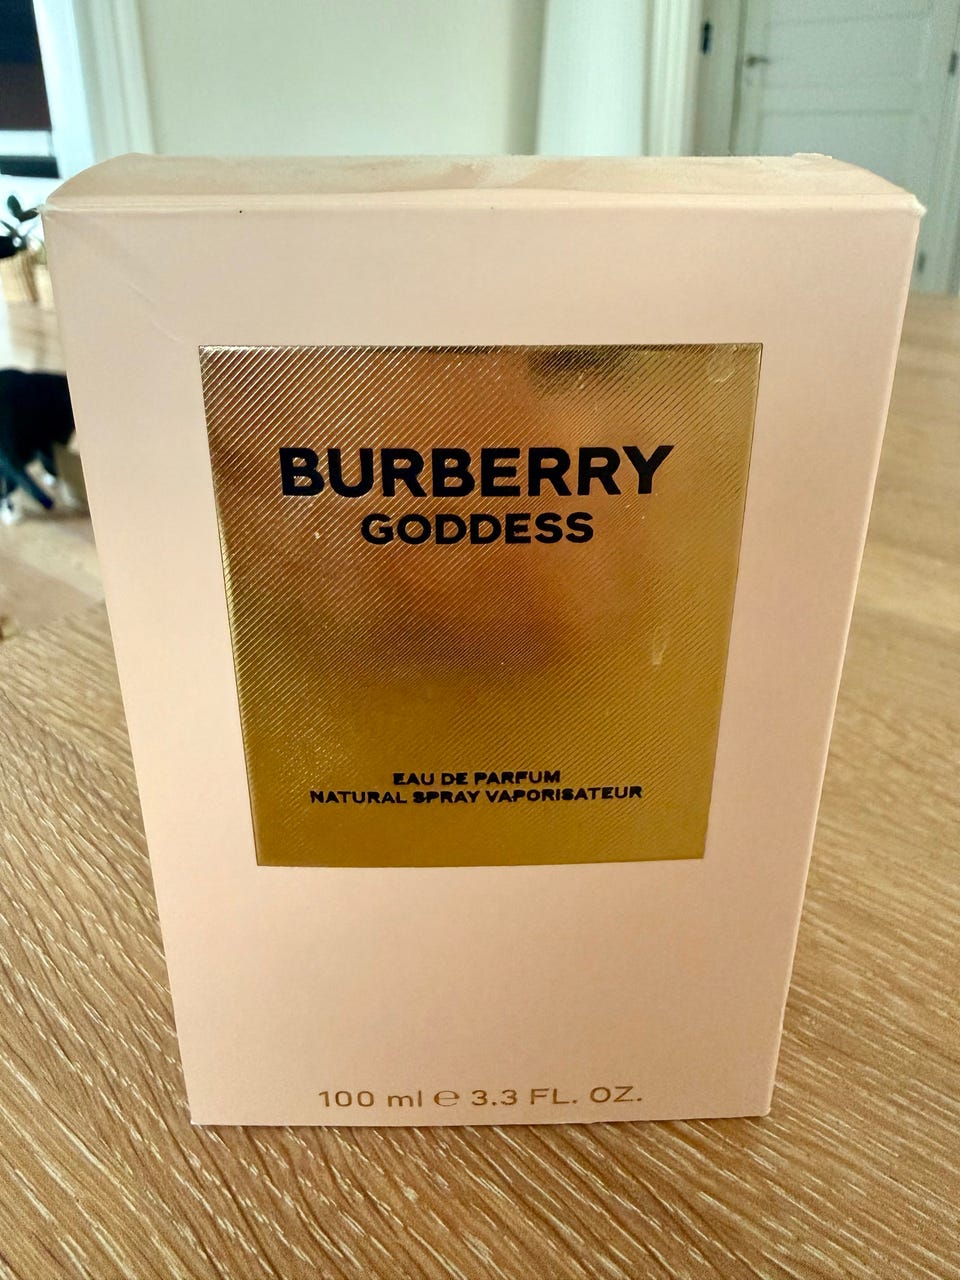 BURBERRY
GODDESS
EAU DE PARFUM
NATURAL SPRAY VAPORISATEUR
100 ml ℮ 3.3 FL. OZ.